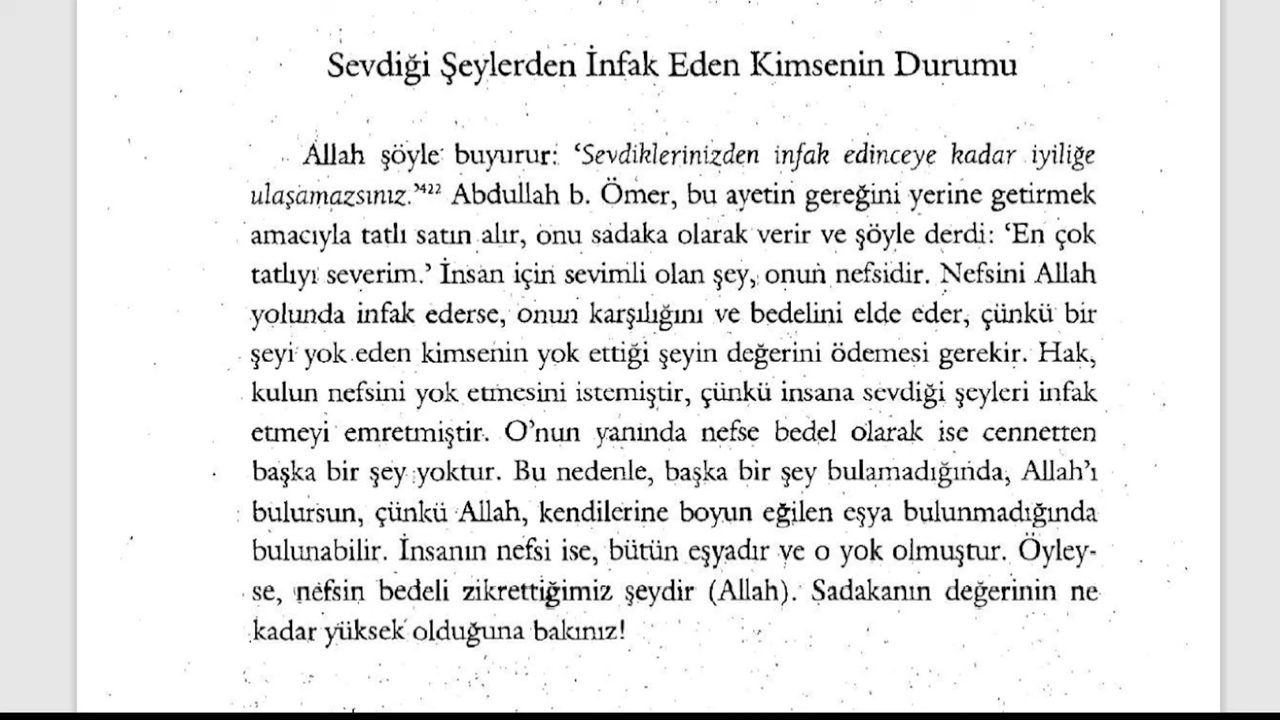 Sevdiği Şeylerden İnfak Eden Kimsenin Durumu
Allah şöyle buyurur: ‘Sevdiklerinizden infak edinceye kadar iyiliğe
ulaşamazsınız.’⁴²² Abdullah b. Ömer, bu ayetin gereğini yerine getirmek
amacıyla tatlı satın alır, onu sadaka olarak verir ve şöyle derdi: ‘En çok
tatlıyı severim.’ İnsan için sevimli olan şey, onun nefsidir. Nefsini Allah
yolunda infak ederse, onun karşılığını ve bedelini elde eder, çünkü bir
şeyi yok eden kimsenin yok ettiği şeyin değerini ödemesi gerekir. Hak,
kulun nefsini yok etmesini istemiştir, çünkü insana sevdiği şeyleri infak
etmeyi emretmiştir. O’nun yanında nefse bedel olarak ise cennetten
başka bir şey yoktur. Bu nedenle, başka bir şey bulamadığında, Allah’ı
bulursun, çünkü Allah, kendilerine boyun eğilen eşya bulunmadığında
bulunabilir. İnsanın nefsi ise, bütün eşyadır ve o yok olmuştur. Öyley-
se, nefsin bedeli zikrettiğimiz şeydir (Allah). Sadakanın değerinin ne
kadar yüksek olduğuna bakınız!